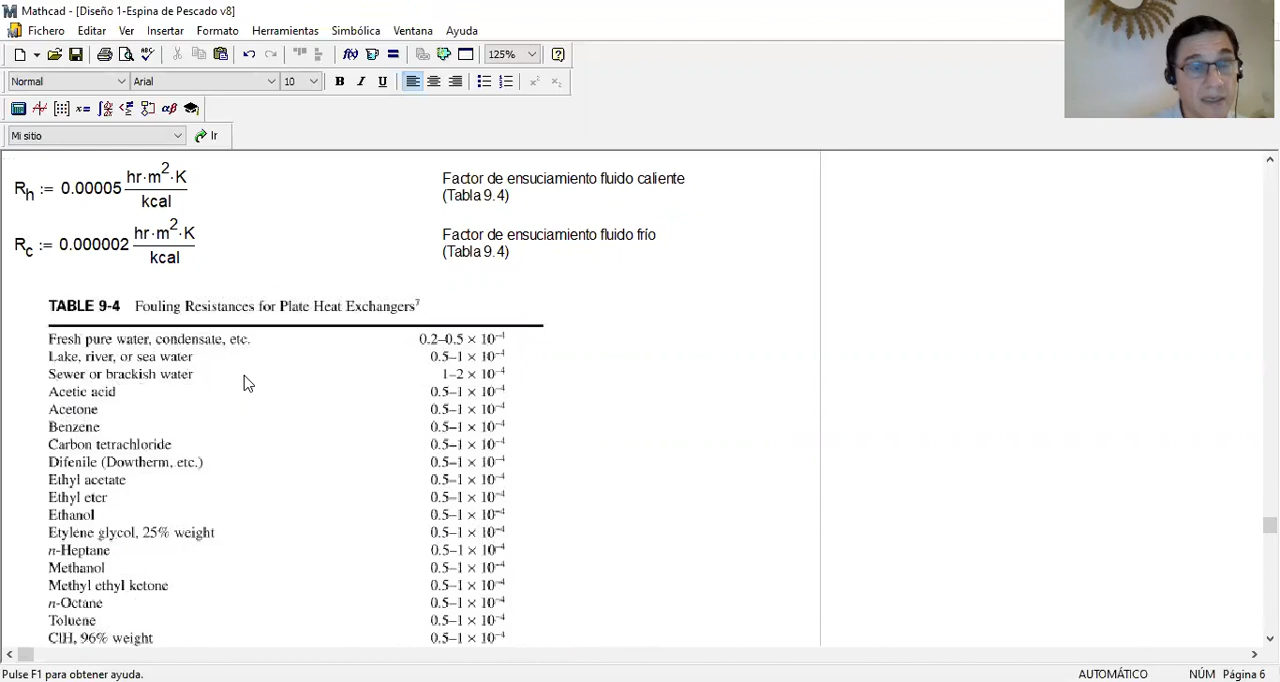 Mathcad - [Diseño 1-Espina de Pescado v8]
Fichero Editar Ver Insertar Formato Herramientas Simbólica Ventana Ayuda
125%
Normal Arial 10 B I U
Mi sitio Ir
R_h := 0.00005 hr·m²·K / kcal
Factor de ensuciamiento fluido caliente
(Tabla 9.4)
R_c := 0.000002 hr·m²·K / kcal
Factor de ensuciamiento fluido frío
(Tabla 9.4)
TABLE 9-4 Fouling Resistances for Plate Heat Exchangers⁷
Fresh pure water, condensate, etc. 0.2–0.5 × 10⁻⁴
Lake, river, or sea water 0.5–1 × 10⁻⁴
Sewer or brackish water 1–2 × 10⁻⁴
Acetic acid 0.5–1 × 10⁻⁴
Acetone 0.5–1 × 10⁻⁴
Benzene 0.5–1 × 10⁻⁴
Carbon tetrachloride 0.5–1 × 10⁻⁴
Difenile (Dowtherm, etc.) 0.5–1 × 10⁻⁴
Ethyl acetate 0.5–1 × 10⁻⁴
Ethyl eter 0.5–1 × 10⁻⁴
Ethanol 0.5–1 × 10⁻⁴
Etylene glycol, 25% weight 0.5–1 × 10⁻⁴
n-Heptane 0.5–1 × 10⁻⁴
Methanol 0.5–1 × 10⁻⁴
Methyl ethyl ketone 0.5–1 × 10⁻⁴
n-Octane 0.5–1 × 10⁻⁴
Toluene 0.5–1 × 10⁻⁴
ClH, 96% weight 0.5–1 × 10⁻⁴
Pulse F1 para obtener ayuda. AUTOMÁTICO NÚM Página 6